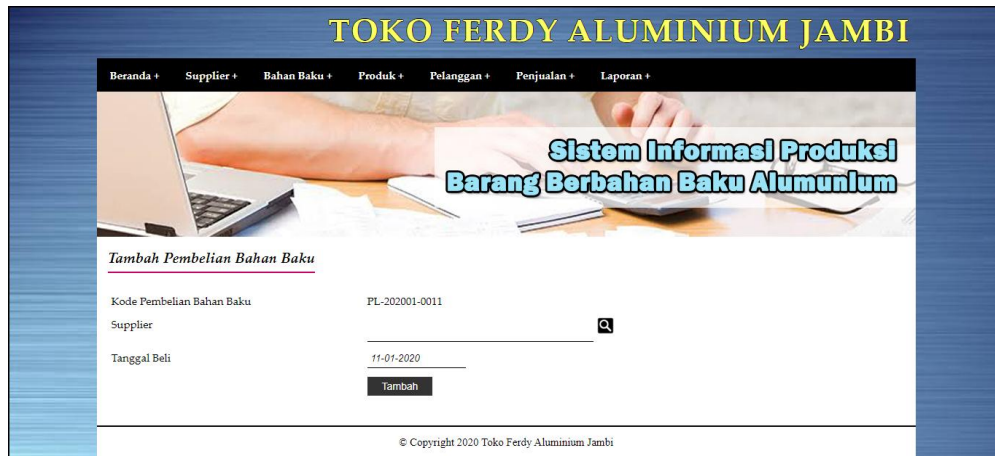 TOKO FERDY ALUMINIUM JAMBI
Beranda + Supplier + Bahan Baku + Produk + Pelanggan + Penjualan + Laporan +
Sistem Informasi Produksi
Barang Berbahan Baku Alumunium
Tambah Pembelian Bahan Baku
Kode Pembelian Bahan Baku PL-202001-0011
Supplier
Tanggal Beli 11-01-2020
Tambah
© Copyright 2020 Toko Ferdy Aluminium Jambi